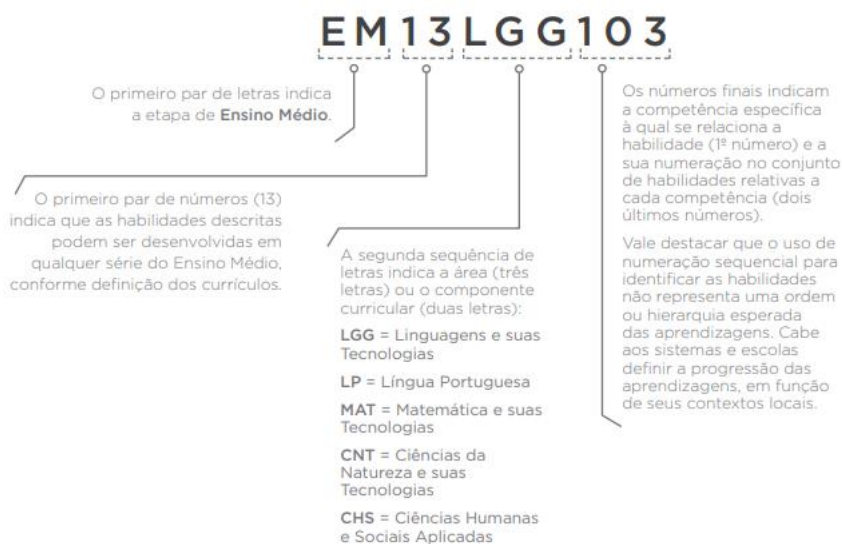 EM13LGG103
O primeiro par de letras indica
a etapa de Ensino Médio.
O primeiro par de números (13)
indica que as habilidades descritas
podem ser desenvolvidas em
qualquer série do Ensino Médio,
conforme definição dos currículos.
A segunda sequência de
letras indica a área (três
letras) ou o componente
curricular (duas letras):
LGG = Linguagens e suas
Tecnologias
LP = Língua Portuguesa
MAT = Matemática e suas
Tecnologias
CNT = Ciências da
Natureza e suas
Tecnologias
CHS = Ciências Humanas
e Sociais Aplicadas
Os números finais indicam
a competência específica
à qual se relaciona a
habilidade (1º número) e a
sua numeração no conjunto
de habilidades relativas a
cada competência (dois
últimos números).
Vale destacar que o uso de
numeração sequencial para
identificar as habilidades
não representa uma ordem
ou hierarquia esperada
das aprendizagens. Cabe
aos sistemas e escolas
definir a progressão das
aprendizagens, em função
de seus contextos locais.